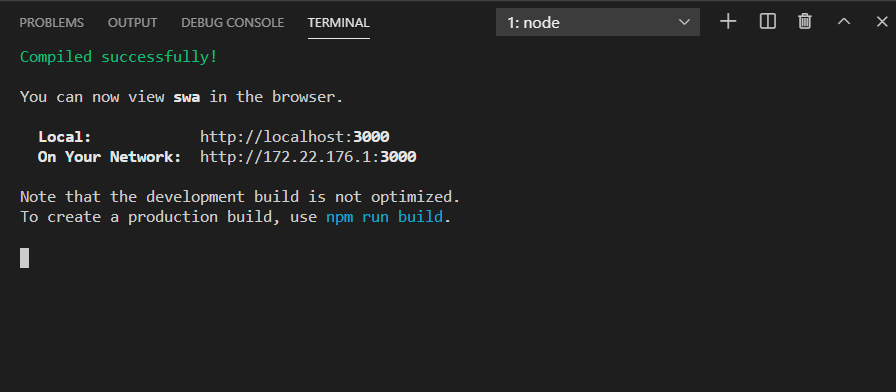 PROBLEMS OUTPUT DEBUG CONSOLE TERMINAL 1: node
Compiled successfully!
You can now view swa in the browser.
Local: http://localhost:3000
On Your Network: http://172.22.176.1:3000
Note that the development build is not optimized.
To create a production build, use npm run build.